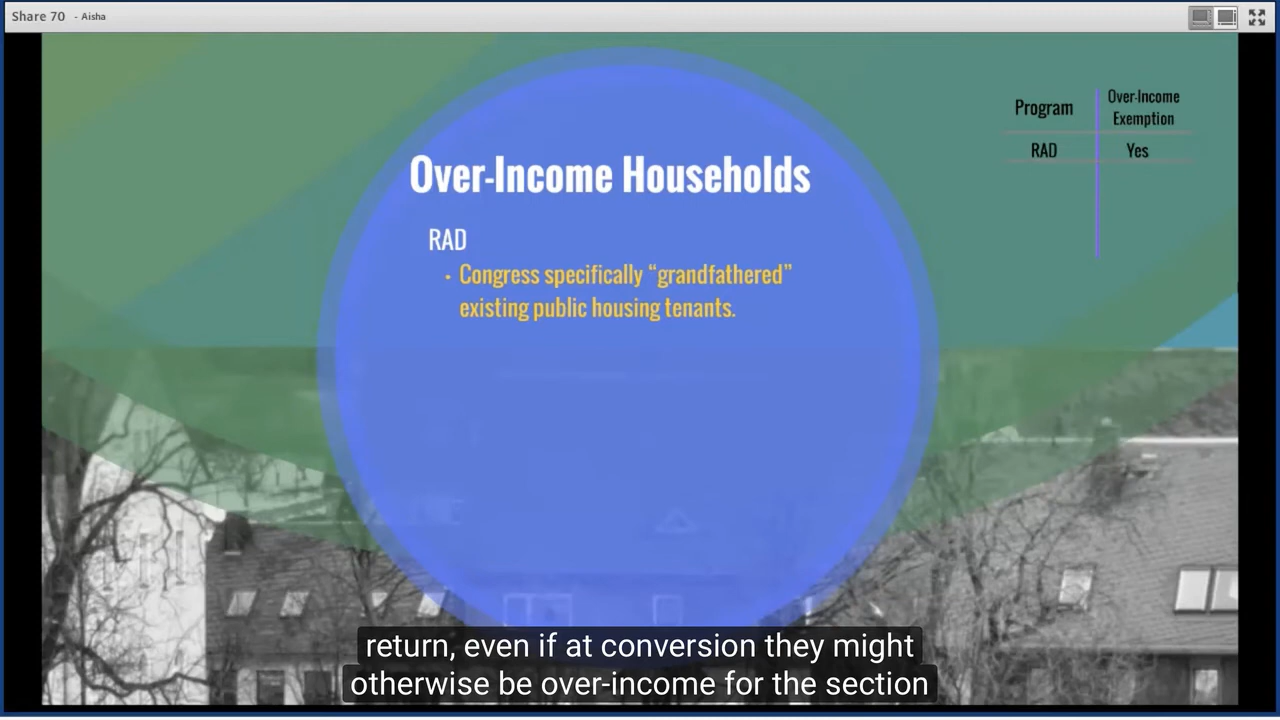 Share 70 - Aisha
Program
Over-Income
Exemption
RAD
Yes
Over-Income Households
RAD
• Congress specifically “grandfathered”
existing public housing tenants.
return, even if at conversion they might
otherwise be over-income for the section